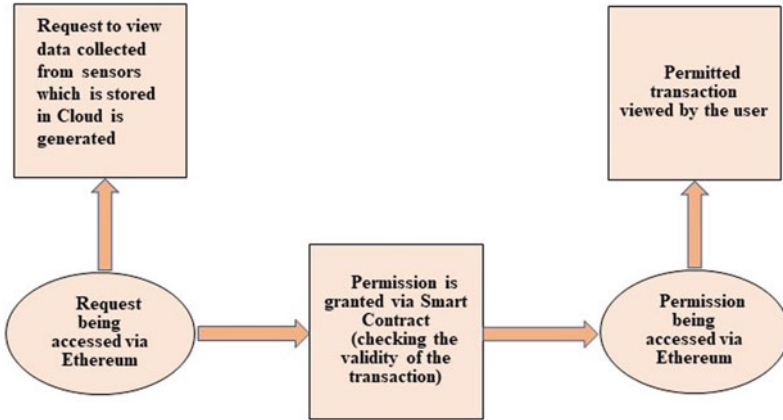 Request to view
data collected
from sensors
which is stored
in Cloud is
generated
Permitted
transaction
viewed by the user
Request
being
accessed via
Ethereum
Permission is
granted via Smart
Contract
(checking the
validity of the
transaction)
Permission
being
accessed via
Ethereum